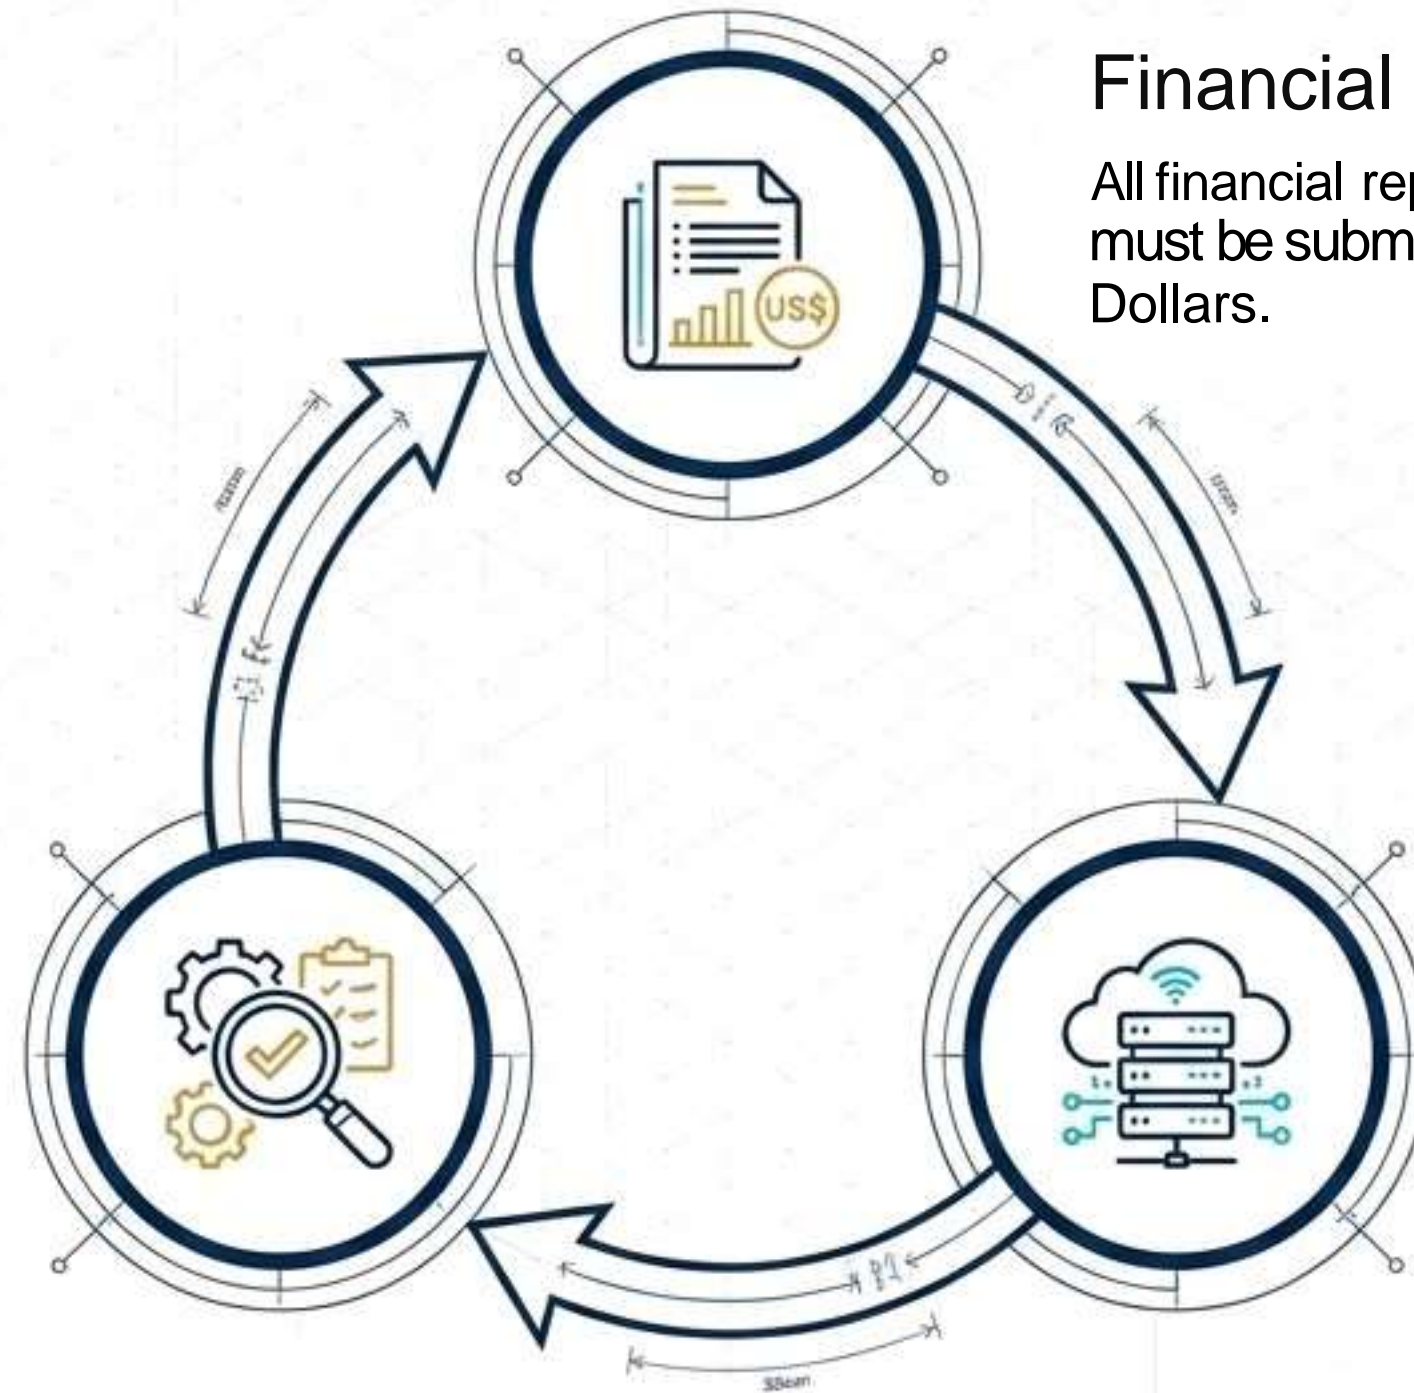 Financial
All financial rep
must be subm
Dollars.
US$